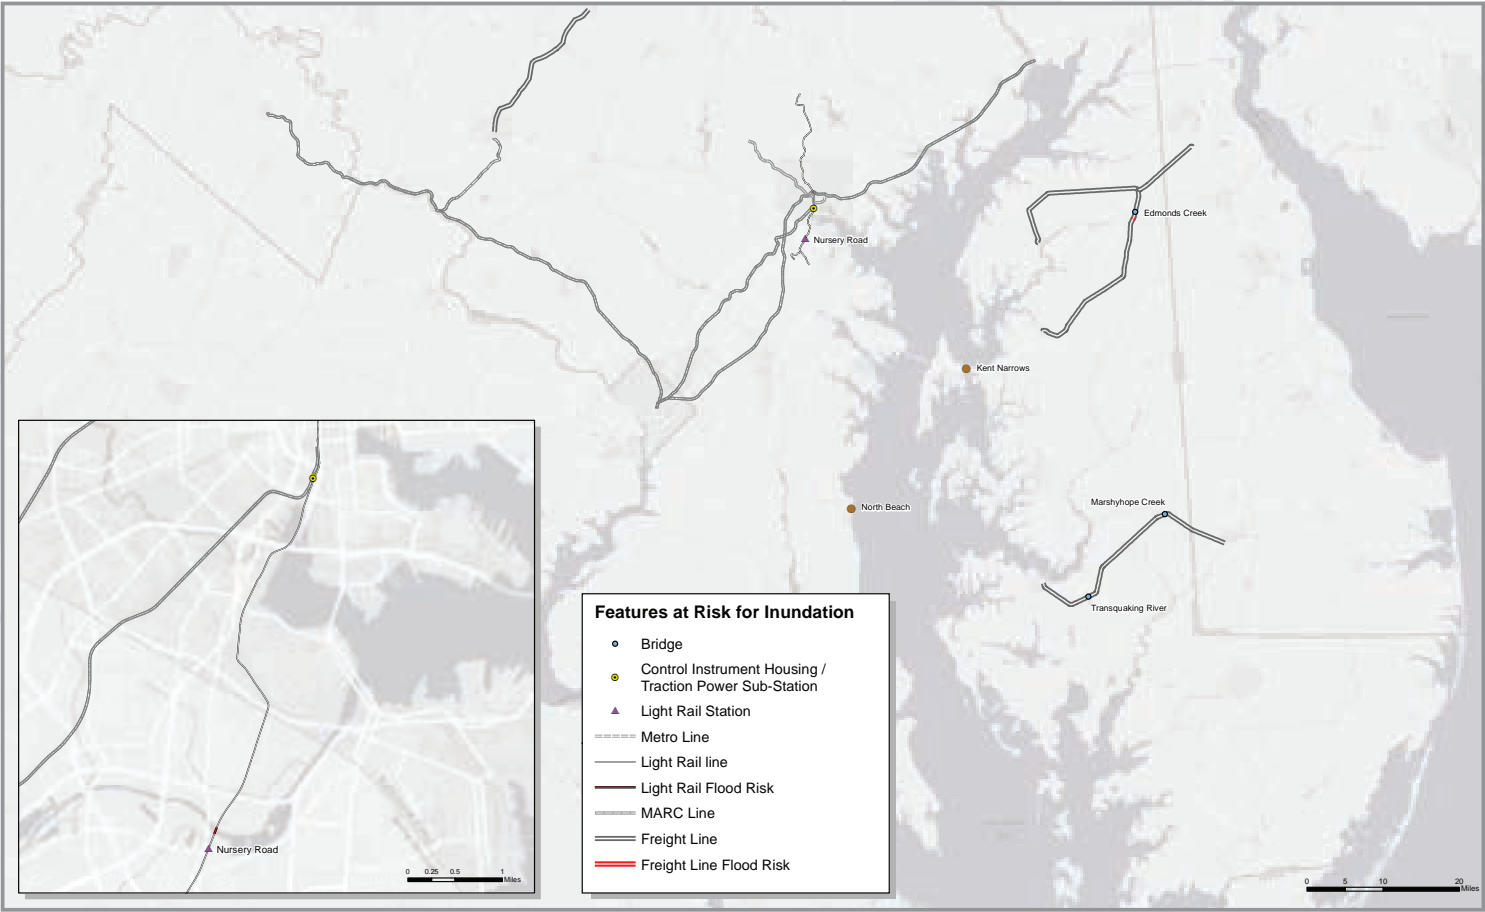 Edmonds Creek
Nursery Road
Kent Narrows
Marshyhope Creek
North Beach
Transquaking River
Features at Risk for Inundation
Bridge
Control Instrument Housing /
Traction Power Sub-Station
Light Rail Station
Metro Line
Light Rail line
Light Rail Flood Risk
MARC Line
Freight Line
Freight Line Flood Risk
Nursery Road
0 0.25 0.5 1
Miles
0 5 10 20
Miles